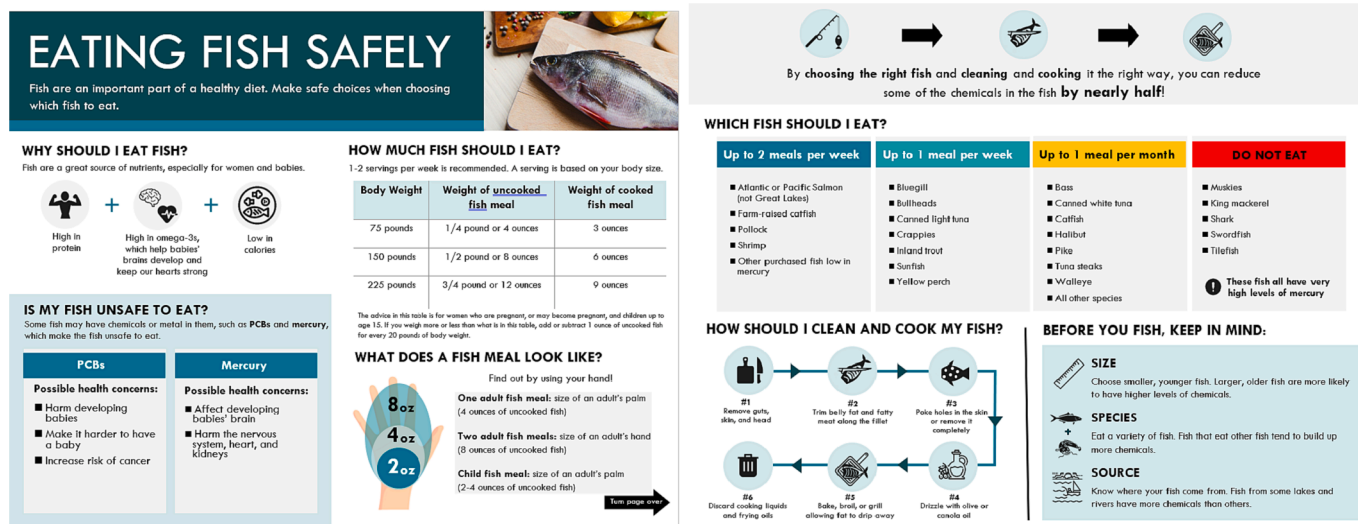 EATING FISH SAFELY
Fish are an important part of a healthy diet. Make safe choices when choosing
which fish to eat.
WHY SHOULD I EAT FISH?
Fish are a great source of nutrients, especially for women and babies.
+
+
High in
protein
High in omega-3s,
which help babies'
brains develop and
keep our hearts strong
Low in
calories
IS MY FISH UNSAFE TO EAT?
Some fish may have chemicals or metal in them, such as PCBs and mercury,
which make the fish unsafe to eat.
PCBs
Possible health concerns:
■ Harm developing
babies
■ Make it harder to have
a baby
■ Increase risk of cancer
Mercury
Possible health concerns:
■ Affect developing
babies' brain
■ Harm the nervous
system, heart, and
kidneys
HOW MUCH FISH SHOULD I EAT?
1-2 servings per week is recommended. A serving is based on your body size.
Body Weight
Weight of uncooked
fish meal
Weight of cooked
fish meal
75 pounds
1/4 pound or 4 ounces
3 ounces
150 pounds
1/2 pound or 8 ounces
6 ounces
225 pounds
3/4 pound or 12 ounces
9 ounces
The advice in this table is for women who are pregnant, or may become pregnant, and children up to
age 15. If you weigh more or less than what is in this table, add or subtract 1 ounce of uncooked fish
for every 20 pounds of body weight.
WHAT DOES A FISH MEAL LOOK LIKE?
Find out by using your hand!
8oz
4oz
2oz
One adult fish meal: size of an adult's palm
(4 ounces of uncooked fish)
Two adult fish meals: size of an adult's hand
(8 ounces of uncooked fish)
Child fish meal: size of an adult's palm
(2-4 ounces of uncooked fish)
Turn page over
By choosing the right fish and cleaning and cooking it the right way, you can reduce
some of the chemicals in the fish by nearly half!
WHICH FISH SHOULD I EAT?
Up to 2 meals per week
■ Atlantic or Pacific Salmon
(not Great Lakes)
■ Farm-raised catfish
■ Pollock
■ Shrimp
■ Other purchased fish low in
mercury
Up to 1 meal per week
■ Bluegill
■ Bullheads
■ Canned light tuna
■ Crappies
■ Inland trout
■ Sunfish
■ Yellow perch
Up to 1 meal per month
■ Bass
■ Canned white tuna
■ Catfish
■ Halibut
■ Pike
■ Tuna steaks
■ Walleye
■ All other species
DO NOT EAT
■ Muskies
■ King mackerel
■ Shark
■ Swordfish
■ Tilefish
! These fish all have very
high levels of mercury
HOW SHOULD I CLEAN AND COOK MY FISH?
#1
Remove guts,
skin, and head
#2
Trim belly fat and fatty
meat along the fillet
#3
Poke holes in the skin
or remove it
completely
#4
Drizzle with olive or
canola oil
#5
Bake, broil, or grill
allowing fat to drip away
#6
Discard cooking liquids
and frying oils
BEFORE YOU FISH, KEEP IN MIND:
SIZE
Choose smaller, younger fish. Larger, older fish are more likely
to have higher levels of chemicals.
+
SPECIES
Eat a variety of fish. Fish that eat other fish tend to build up
more chemicals.
SOURCE
Know where your fish come from. Fish from some lakes and
rivers have more chemicals than others.